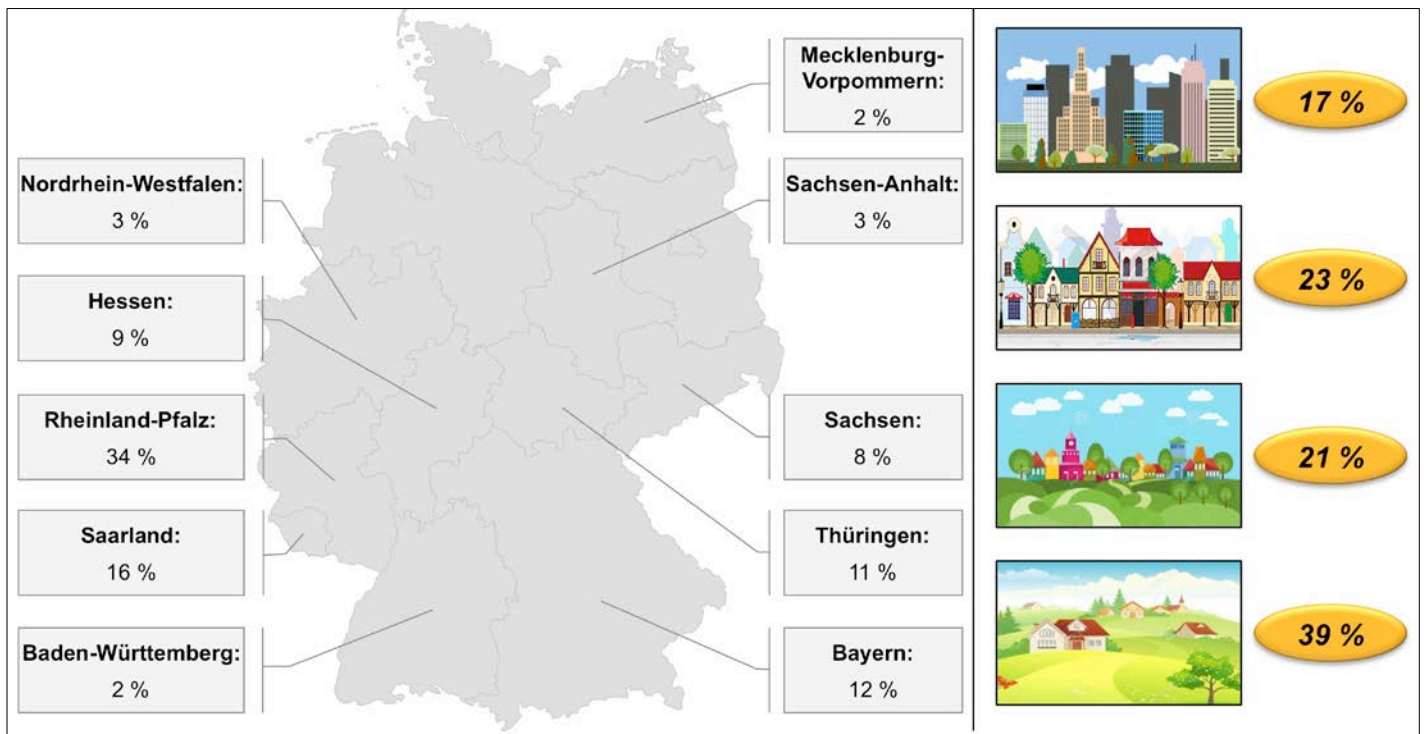 Mecklenburg-
Vorpommern:
2 %
Nordrhein-Westfalen:
3 %
Sachsen-Anhalt:
3 %
Hessen:
9 %
Rheinland-Pfalz:
34 %
Sachsen:
8 %
Saarland:
16 %
Thüringen:
11 %
Baden-Württemberg:
2 %
Bayern:
12 %
17 %
23 %
21 %
39 %